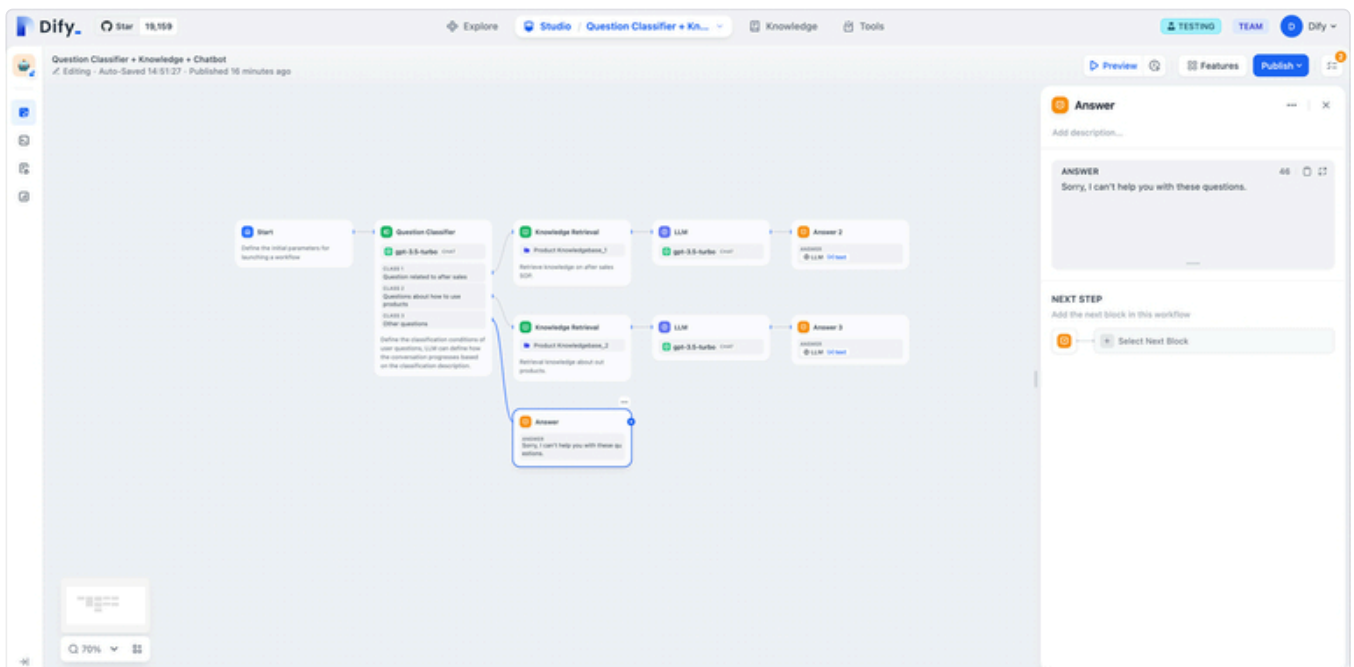 Dify_
Star 19,159
Explore
Studio / Question Classifier + Kn...
Knowledge
Tools
TESTING
TEAM
D Dify
Question Classifier + Knowledge + Chatbot
Editing · Auto-Saved 14:51:27 · Published 16 minutes ago
Preview
Features
Publish
Start
Define the initial parameters for
launching a workflow
Question Classifier
gpt-3.5-turbo CHAT
CLASS 1
Question related to after sales
CLASS 2
Questions about how to use
products
CLASS 3
Other questions
Define the classification conditions of
user questions, LLM can define how
the conversation progresses based
on the classification description.
Knowledge Retrieval
Product Knowledgebase_1
Retrieve knowledge on after sales
SOP.
LLM
gpt-3.5-turbo CHAT
Answer 2
ANSWER
LLM (x) text
Knowledge Retrieval
Product Knowledgebase_2
Retrieval knowledge about out
products.
LLM
gpt-3.5-turbo CHAT
Answer 3
ANSWER
LLM (x) text
Answer
ANSWER
Sorry, I can't help you with these qu
estions.
70%
Answer
Add description...
ANSWER 46
Sorry, I can't help you with these questions.
NEXT STEP
Add the next block in this workflow
Select Next Block